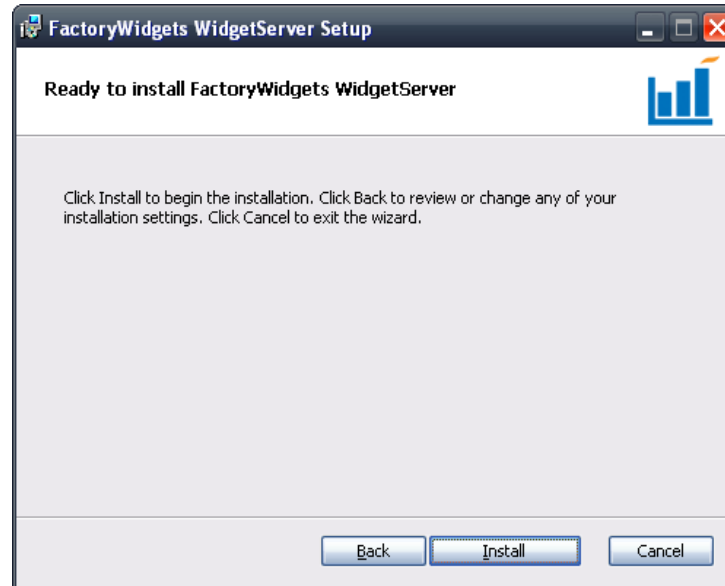 FactoryWidgets WidgetServer Setup
Ready to install FactoryWidgets WidgetServer
Click Install to begin the installation. Click Back to review or change any of your
installation settings. Click Cancel to exit the wizard.
Back
Install
Cancel